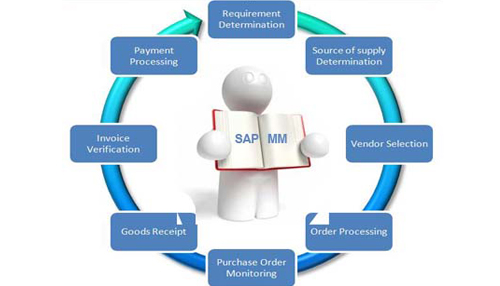 Requirement
Determination
Source of supply
Determination
Vendor Selection
Order Processing
Purchase Order
Monitoring
Goods Receipt
Invoice
Verification
Payment
Processing
SAP MM